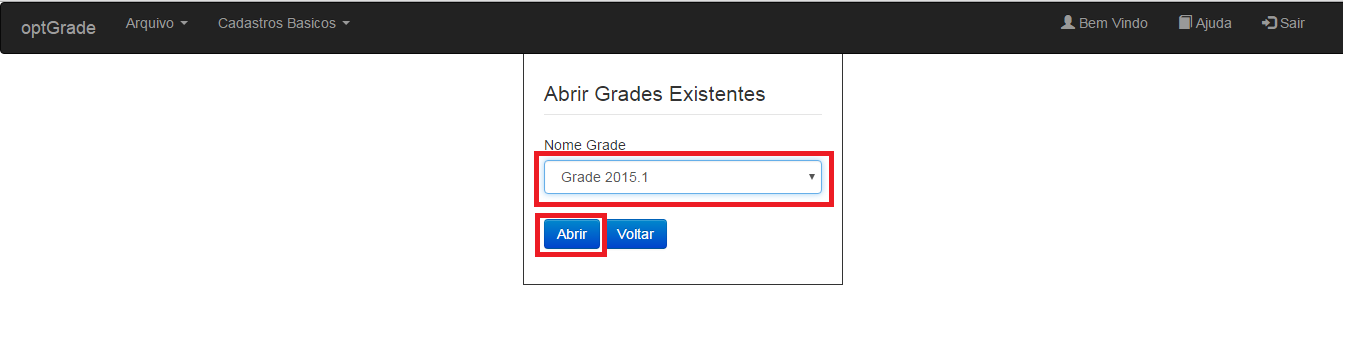 optGrade Arquivo Cadastros Basicos Bem Vindo Ajuda Sair
Abrir Grades Existentes
Nome Grade
Grade 2015.1
Abrir Voltar